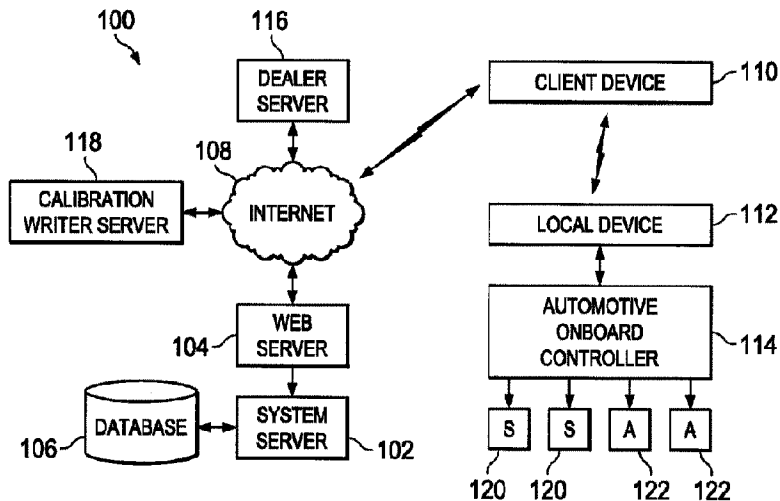 100
116
DEALER
SERVER
CLIENT DEVICE
110
118
108
CALIBRATION
WRITER SERVER
INTERNET
LOCAL DEVICE
112
104
WEB
SERVER
AUTOMOTIVE
ONBOARD
CONTROLLER
114
106
DATABASE
SYSTEM
SERVER
102
S
S
A
A
120
120
122
122